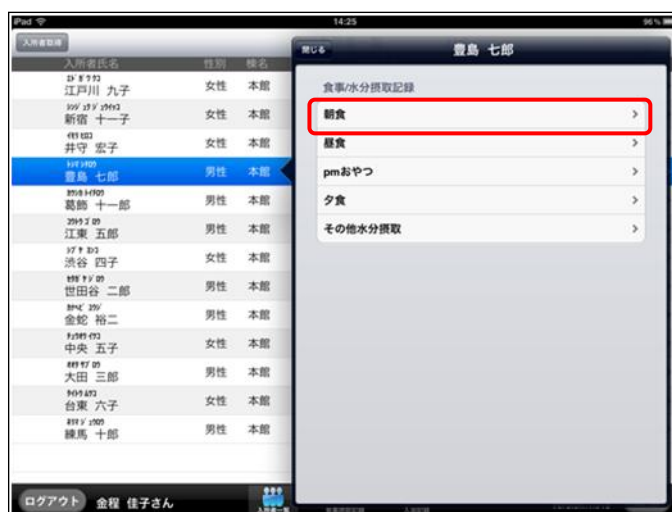 iPad 14:25 96%
入所者取得
入所者氏名 性別 棟名
江戸川 九子 女性 本館
新宿 十一子 女性 本館
井守 宏子 女性 本館
豊島 七郎 男性 本館
葛飾 十一郎 男性 本館
江東 五郎 男性 本館
渋谷 四子 女性 本館
世田谷 二郎 男性 本館
金蛇 裕二 男性 本館
中央 五子 女性 本館
大田 三郎 男性 本館
台東 六子 女性 本館
練馬 十郎 男性 本館
閉じる 豊島 七郎
食事/水分摂取記録
朝食
昼食
pmおやつ
夕食
その他水分摂取
ログアウト 金程 佳子さん
入所者一覧